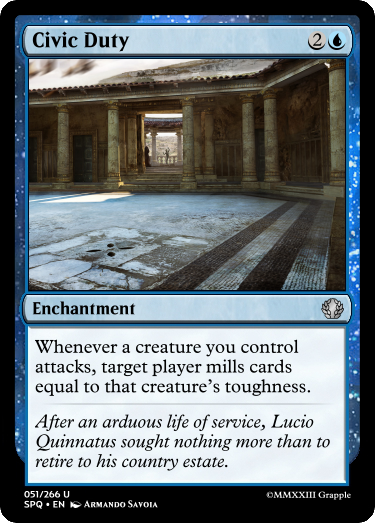 Civic Duty 2
Enchantment
Whenever a creature you control
attacks, target player mills cards
equal to that creature's toughness.
After an arduous life of service, Lucio
Quinnatus sought nothing more than to
retire to his country estate.
051/266 U
SPQ • EN Armando Savoia
©MMXXIII Grapple